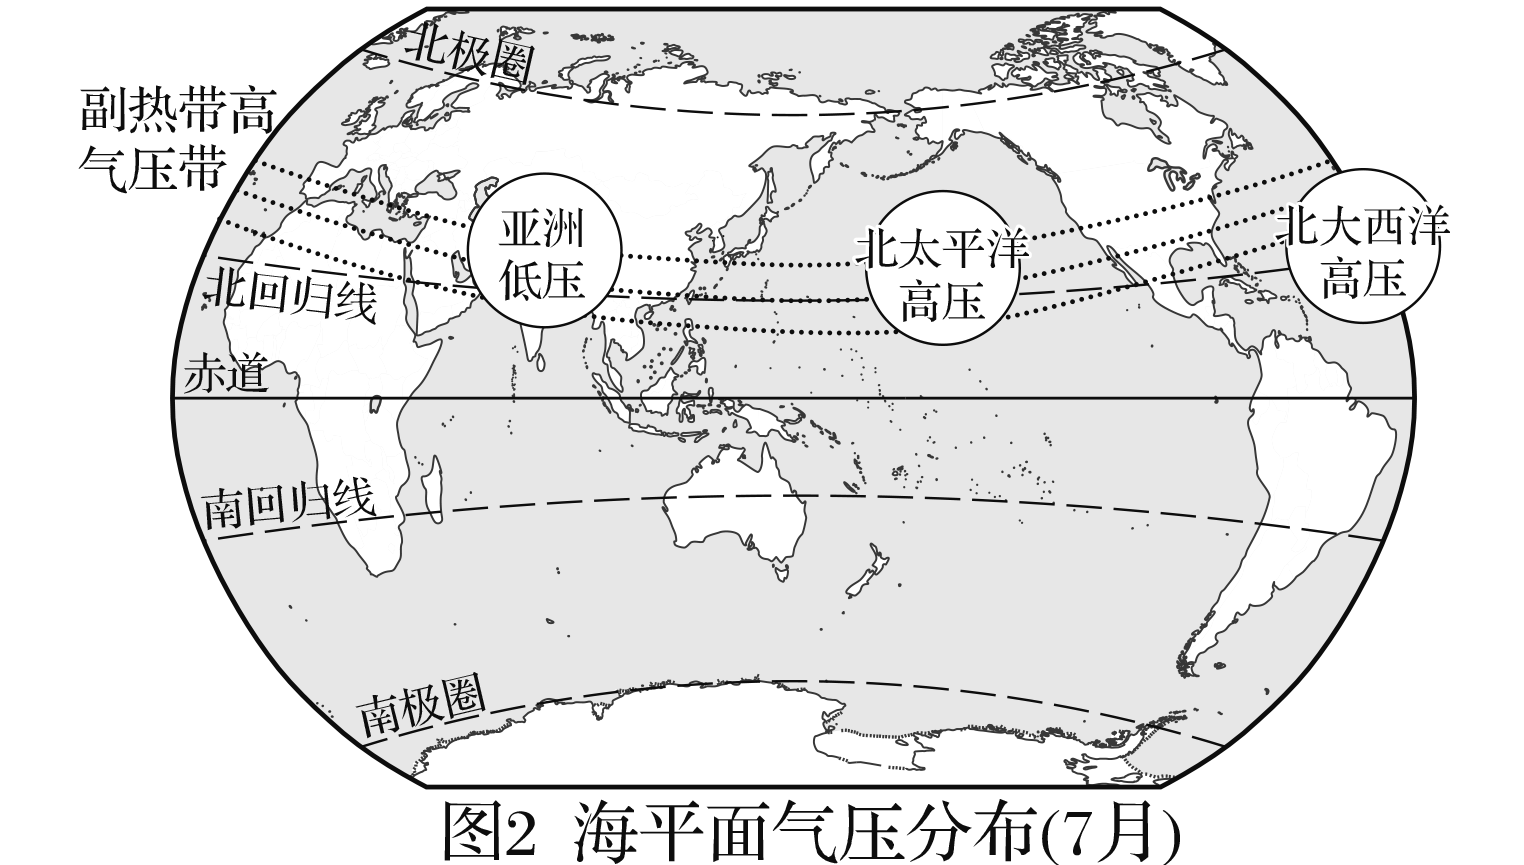 北极圈
副热带高
气压带
亚洲
低压
北太平洋
高压
北大西洋
高压
北回归线
赤道
南回归线
南极圈
图2 海平面气压分布(7月)